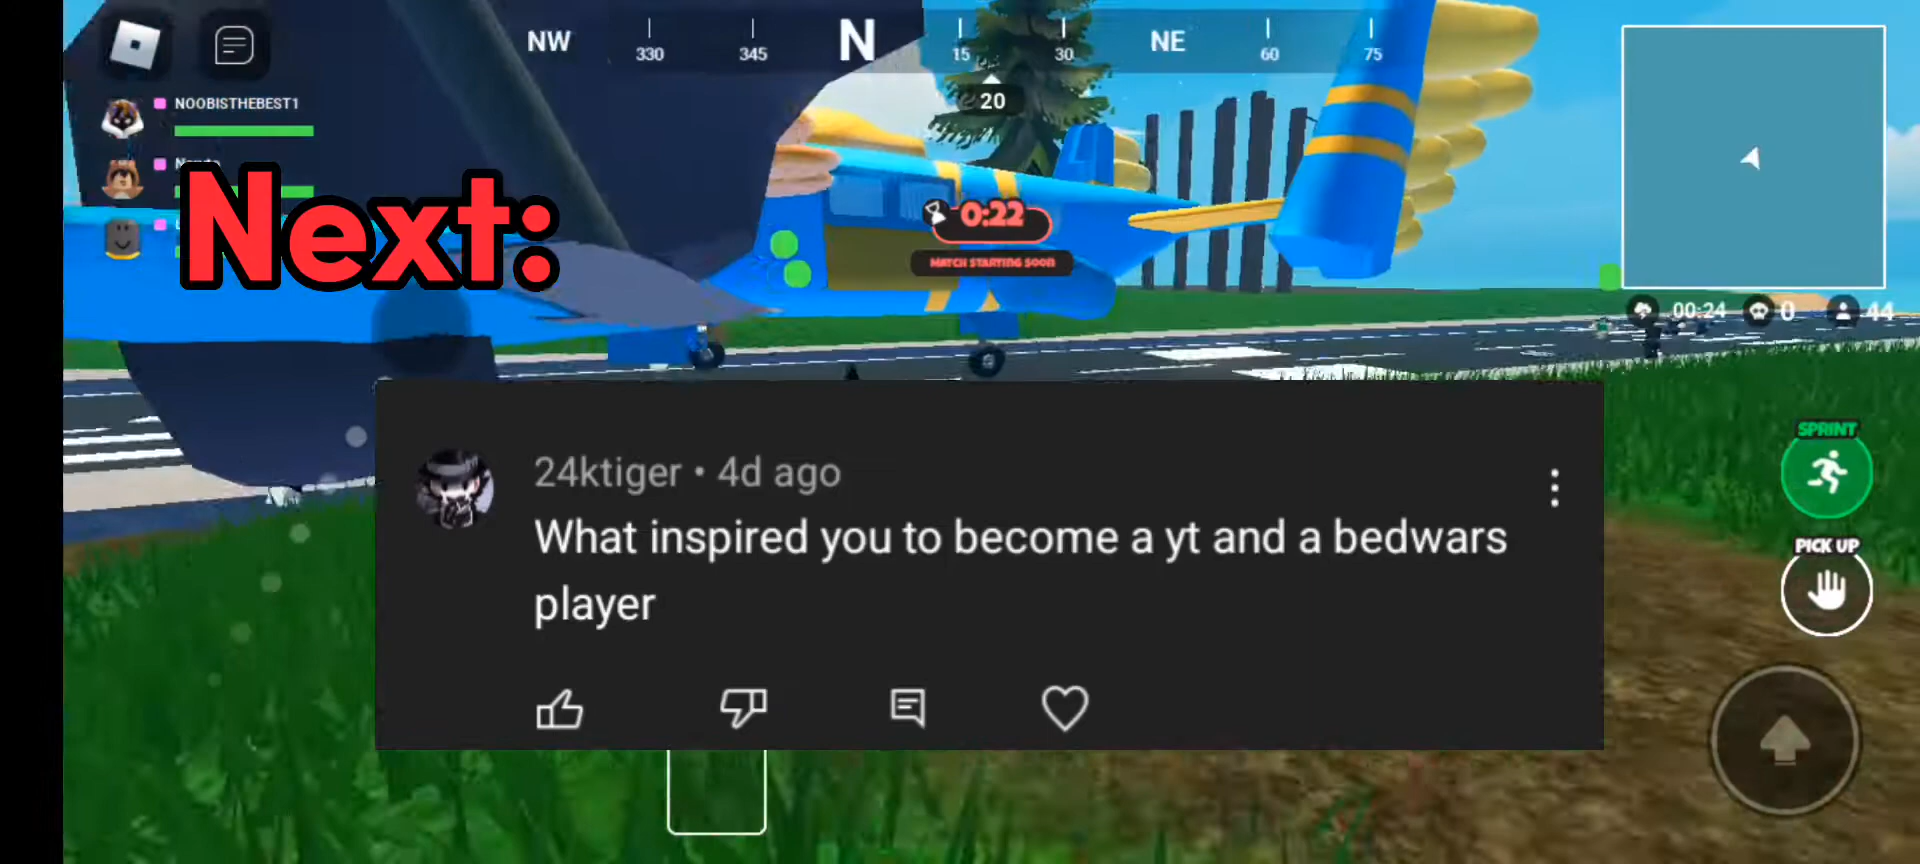 NW 330 345 N 15 30 NE 60 75
20
NOOBISTHEBEST1
Next:
0:22
MATCH STARTING SOON
00:24 0 44
24ktiger • 4d ago
What inspired you to become a yt and a bedwars
player
SPRINT
PICK UP